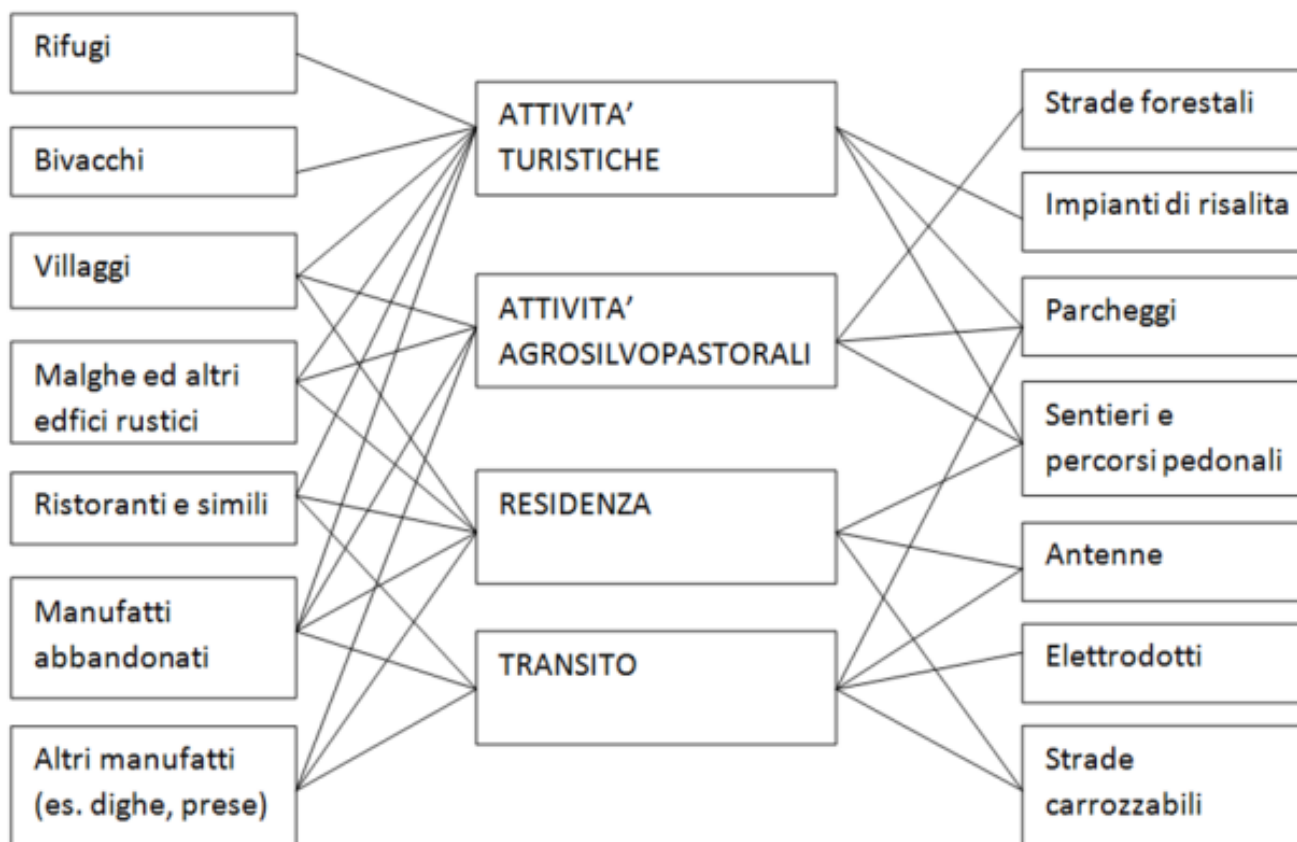 Rifugi
Bivacchi
Villaggi
Malghe ed altri
edfici rustici
Ristoranti e simili
Manufatti
abbandonati
Altri manufatti
(es. dighe, prese)
ATTIVITA’
TURISTICHE
ATTIVITA’
AGROSILVOPASTORALI
RESIDENZA
TRANSITO
Strade forestali
Impianti di risalita
Parcheggi
Sentieri e
percorsi pedonali
Antenne
Elettrodotti
Strade
carrozzabili